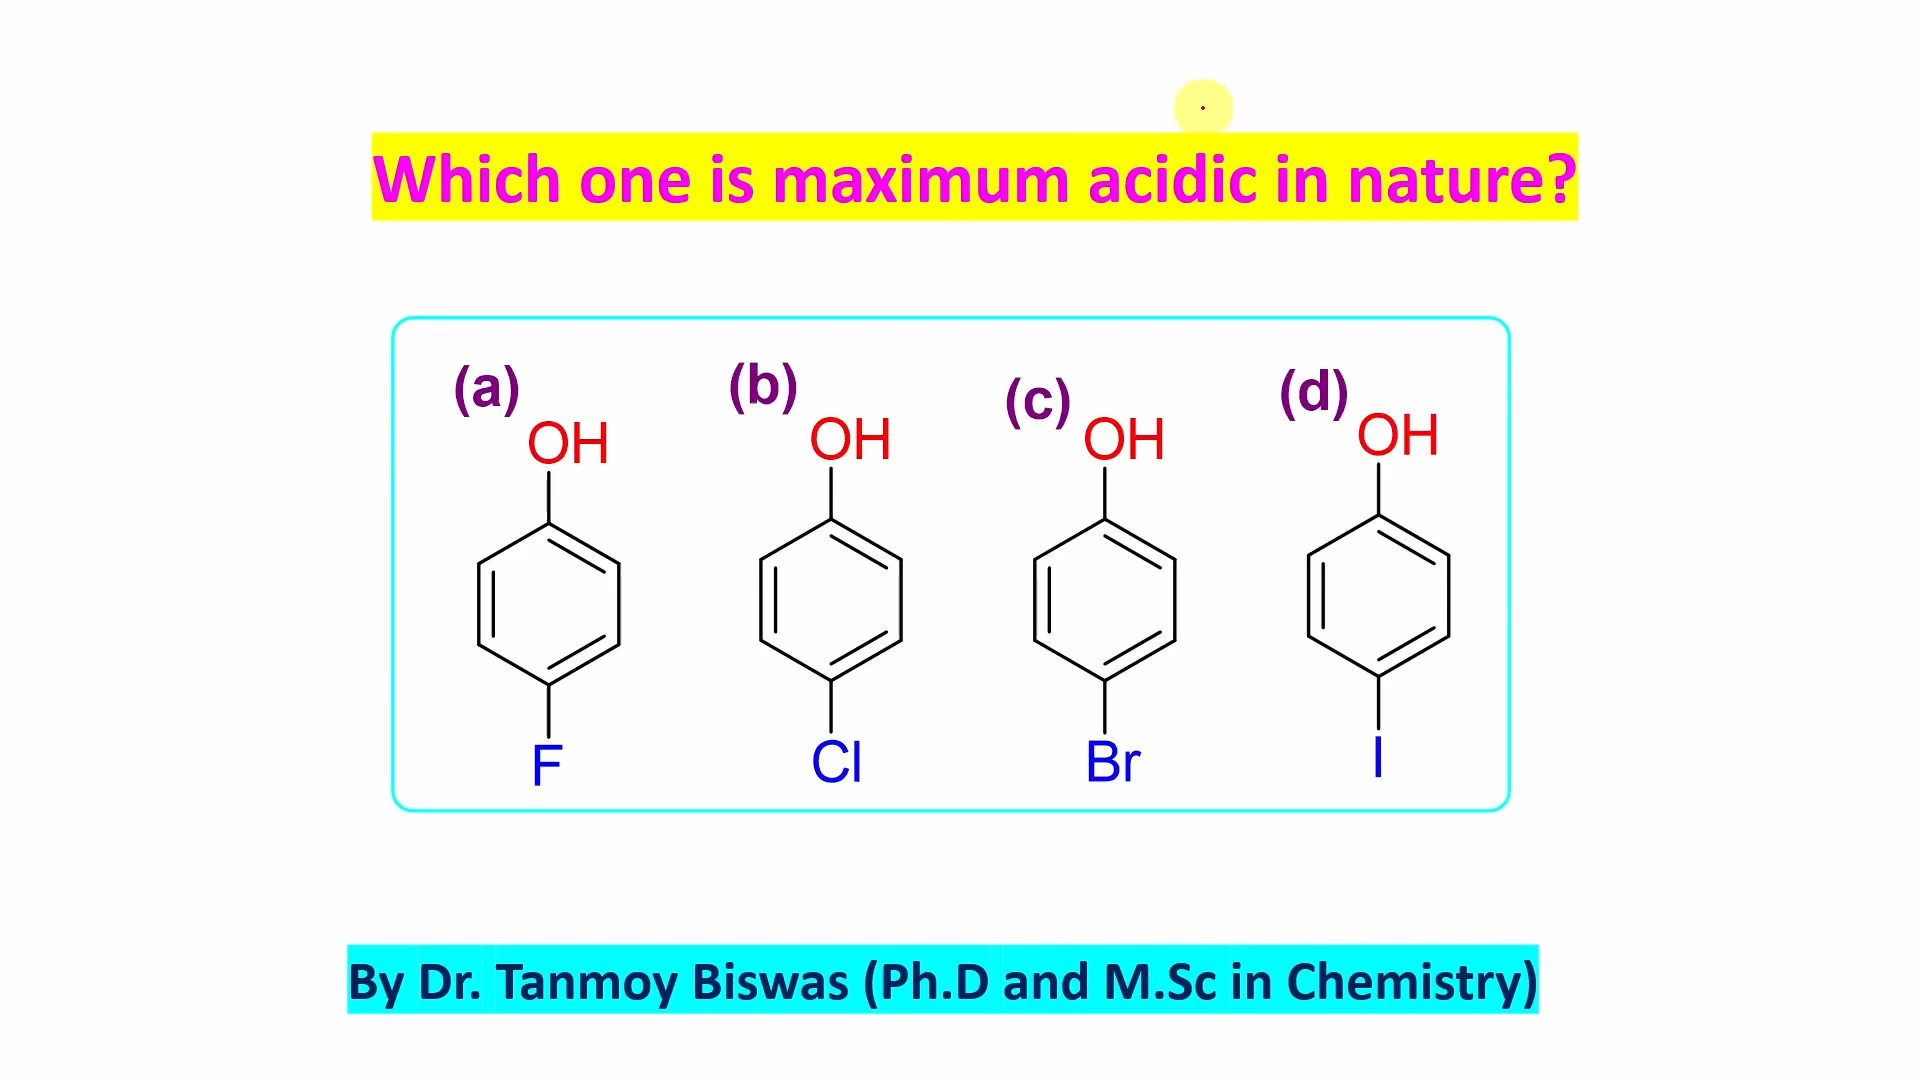 Which one is maximum acidic in nature?
(a) (b) (c) (d)
OH OH OH OH
F Cl Br I
By Dr. Tanmoy Biswas (Ph.D and M.Sc in Chemistry)